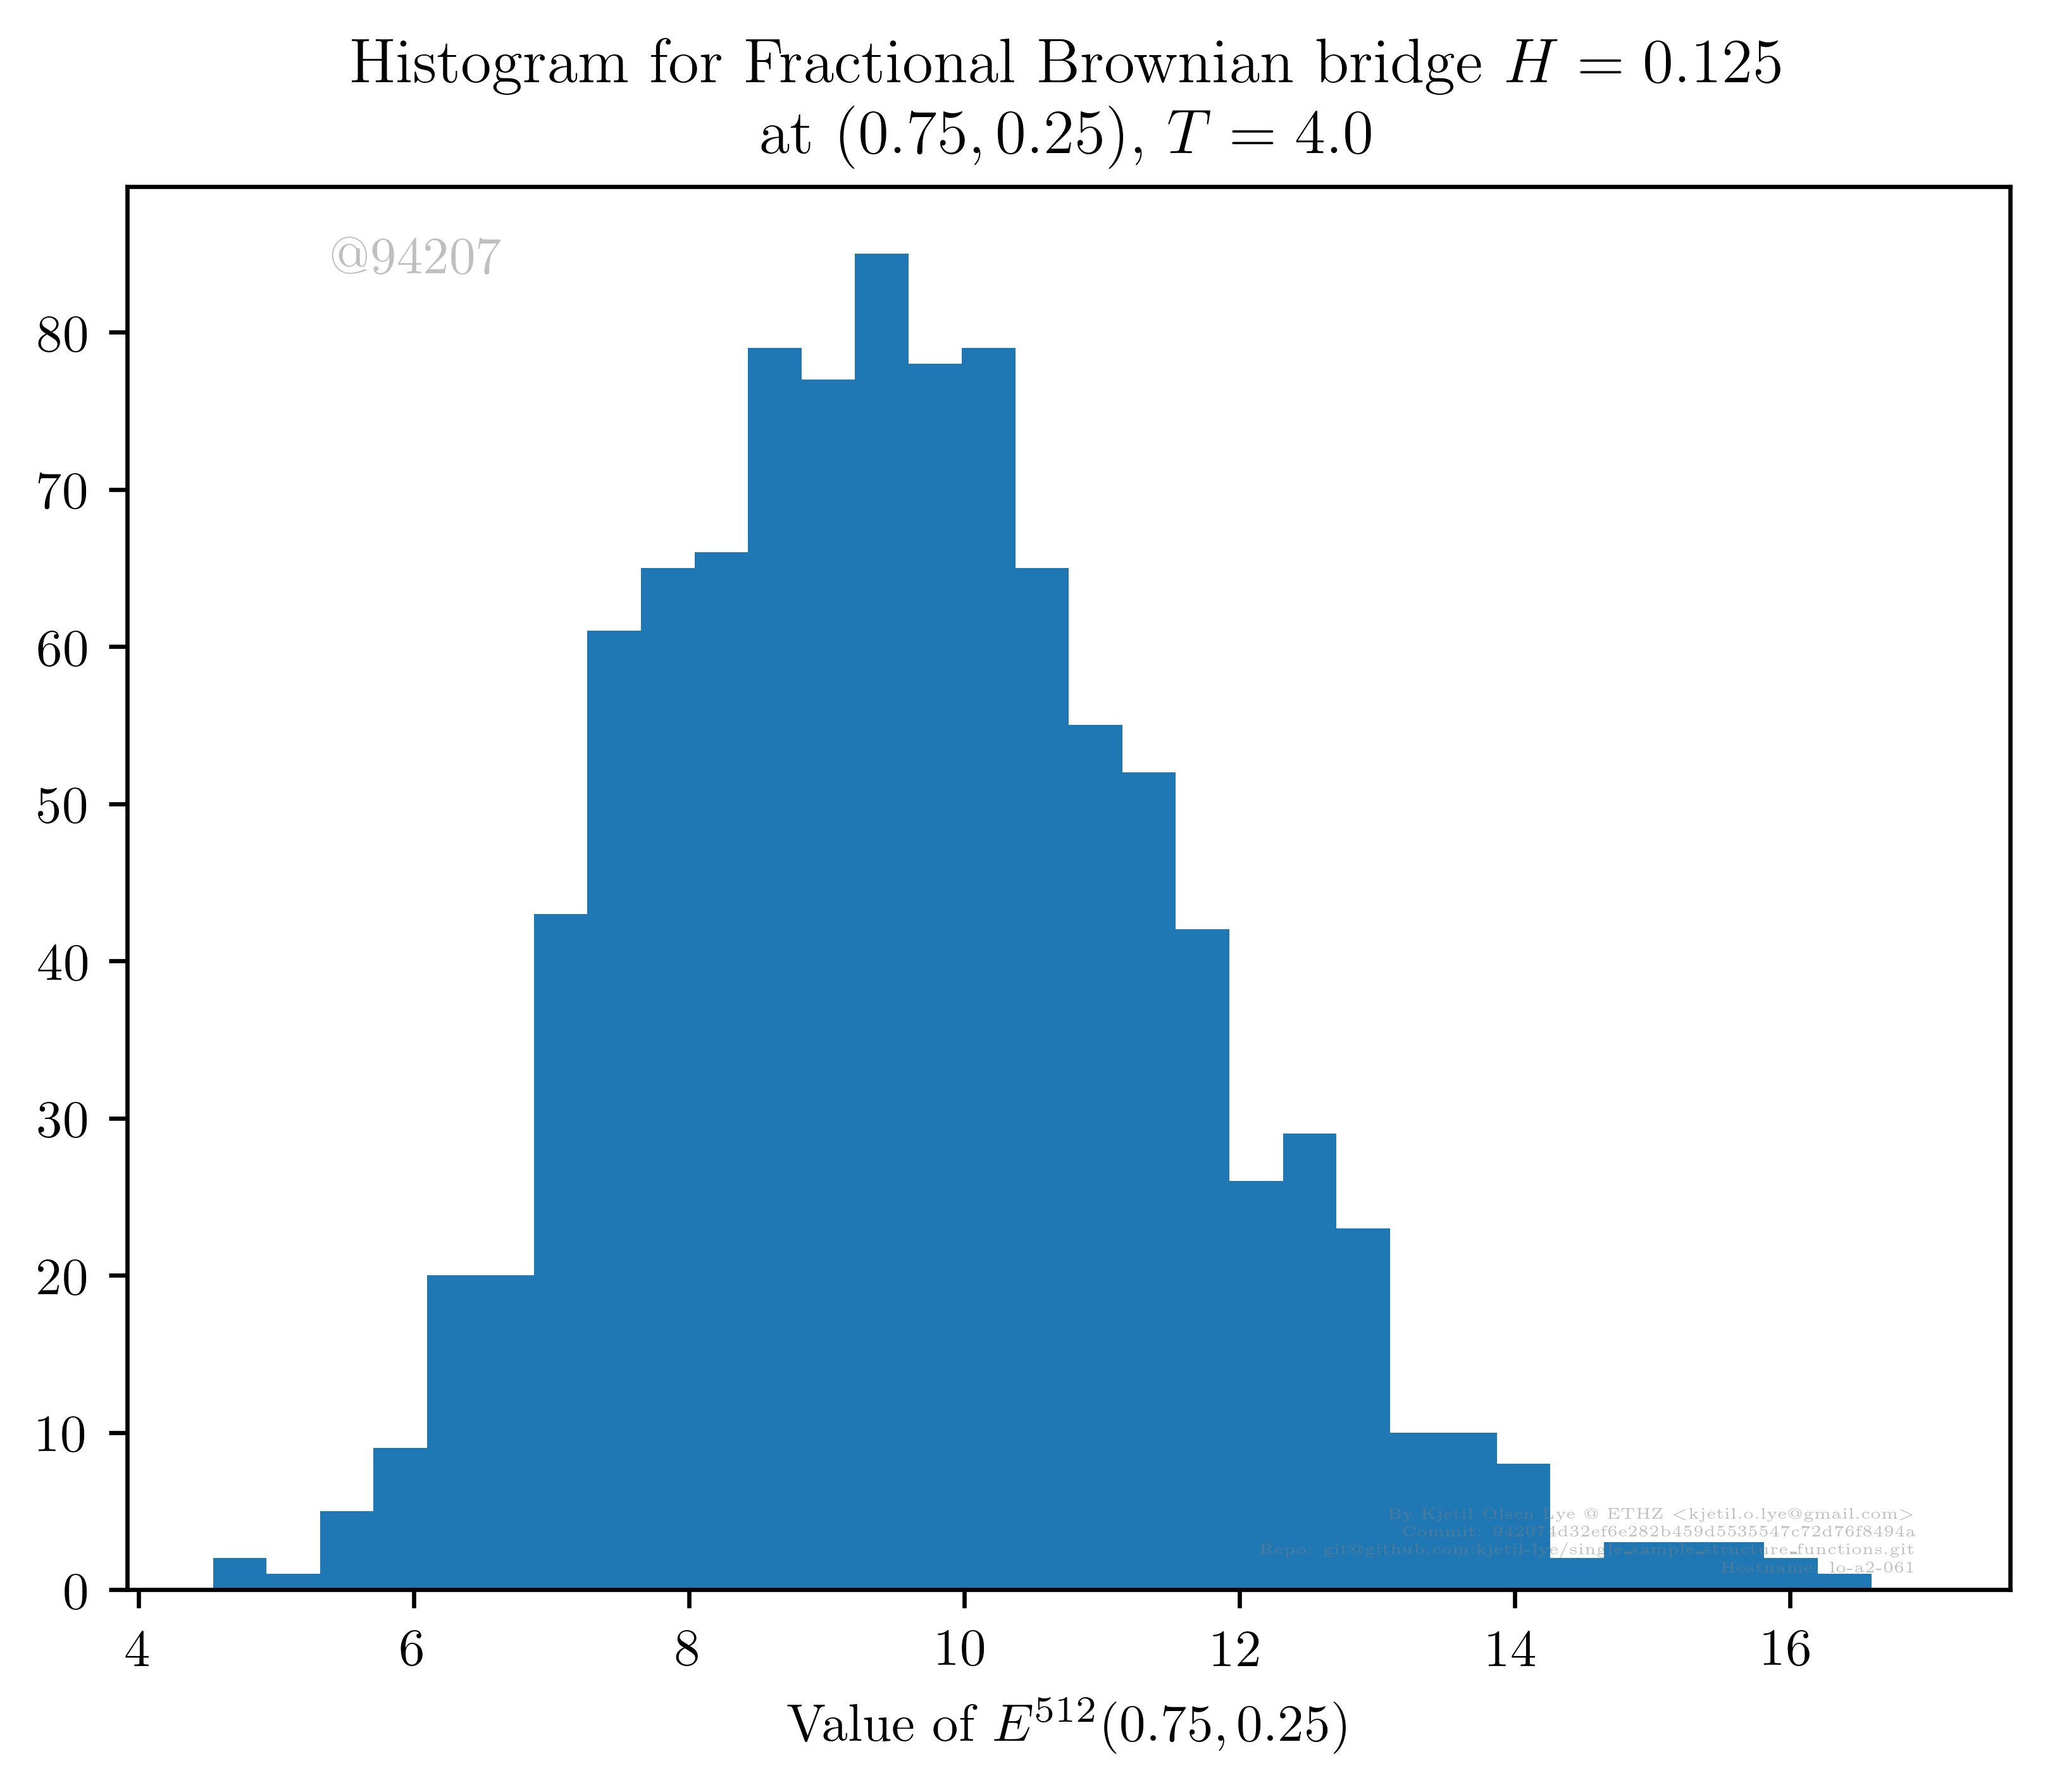 Histogram for Fractional Brownian bridge H = 0.125
at (0.75, 0.25), T = 4.0
@94207
80
70
60
50
40
30
20
10
0
By Kjetil Olsen Lye @ ETHZ <kjetil.o.lye@gmail.com>
Commit: 942074d32ef6e282b459d5535547c72d76f8494a
Repo: git@github.com:kjetil-lye/single_sample_structure_functions.git
Hostname: lo-a2-061
4 6 8 10 12 14 16
Value of E^512(0.75, 0.25)